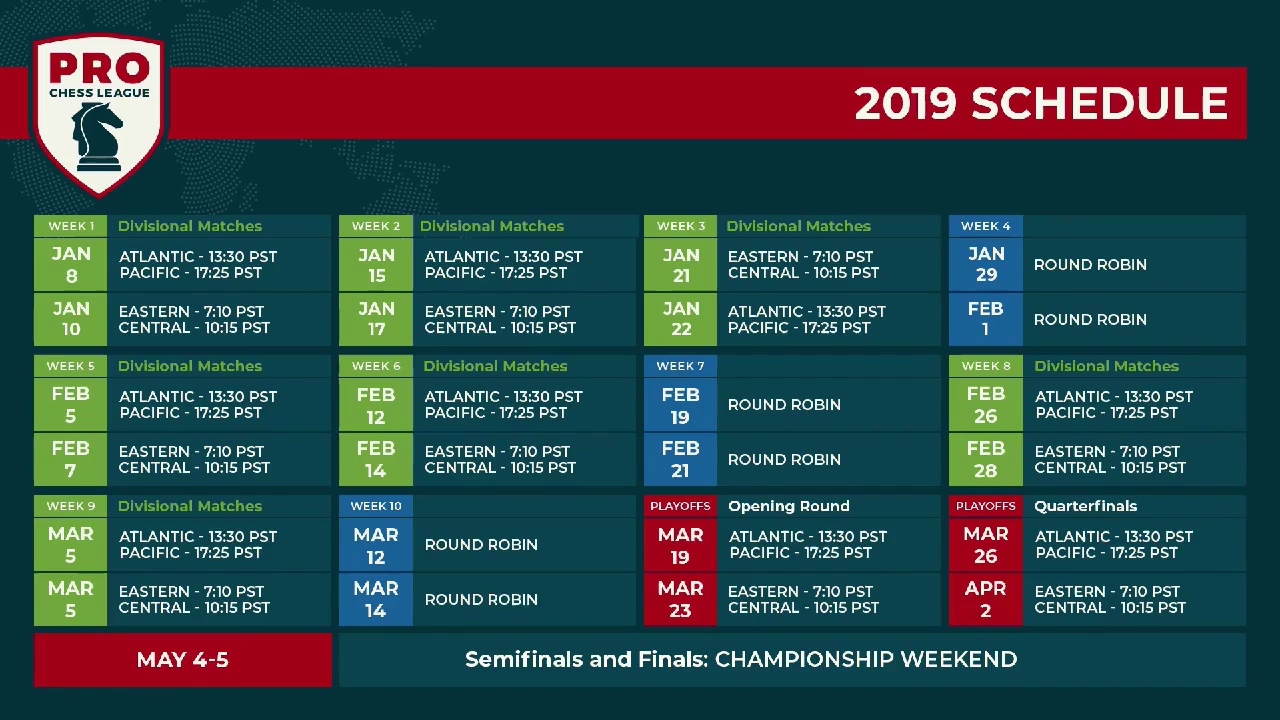 PRO
CHESS LEAGUE
2019 SCHEDULE
WEEK 1
Divisional Matches
JAN
8
ATLANTIC - 13:30 PST
PACIFIC - 17:25 PST
JAN
10
EASTERN - 7:10 PST
CENTRAL - 10:15 PST
WEEK 2
Divisional Matches
JAN
15
ATLANTIC - 13:30 PST
PACIFIC - 17:25 PST
JAN
17
EASTERN - 7:10 PST
CENTRAL - 10:15 PST
WEEK 3
Divisional Matches
JAN
21
EASTERN - 7:10 PST
CENTRAL - 10:15 PST
JAN
22
ATLANTIC - 13:30 PST
PACIFIC - 17:25 PST
WEEK 4
JAN
29
ROUND ROBIN
FEB
1
ROUND ROBIN
WEEK 5
Divisional Matches
FEB
5
ATLANTIC - 13:30 PST
PACIFIC - 17:25 PST
FEB
7
EASTERN - 7:10 PST
CENTRAL - 10:15 PST
WEEK 6
Divisional Matches
FEB
12
ATLANTIC - 13:30 PST
PACIFIC - 17:25 PST
FEB
14
EASTERN - 7:10 PST
CENTRAL - 10:15 PST
WEEK 7
FEB
19
ROUND ROBIN
FEB
21
ROUND ROBIN
WEEK 8
Divisional Matches
FEB
26
ATLANTIC - 13:30 PST
PACIFIC - 17:25 PST
FEB
28
EASTERN - 7:10 PST
CENTRAL - 10:15 PST
WEEK 9
Divisional Matches
MAR
5
ATLANTIC - 13:30 PST
PACIFIC - 17:25 PST
MAR
5
EASTERN - 7:10 PST
CENTRAL - 10:15 PST
WEEK 10
MAR
12
ROUND ROBIN
MAR
14
ROUND ROBIN
PLAYOFFS
Opening Round
MAR
19
ATLANTIC - 13:30 PST
PACIFIC - 17:25 PST
MAR
23
EASTERN - 7:10 PST
CENTRAL - 10:15 PST
PLAYOFFS
Quarterfinals
MAR
26
ATLANTIC - 13:30 PST
PACIFIC - 17:25 PST
APR
2
EASTERN - 7:10 PST
CENTRAL - 10:15 PST
MAY 4-5
Semifinals and Finals: CHAMPIONSHIP WEEKEND